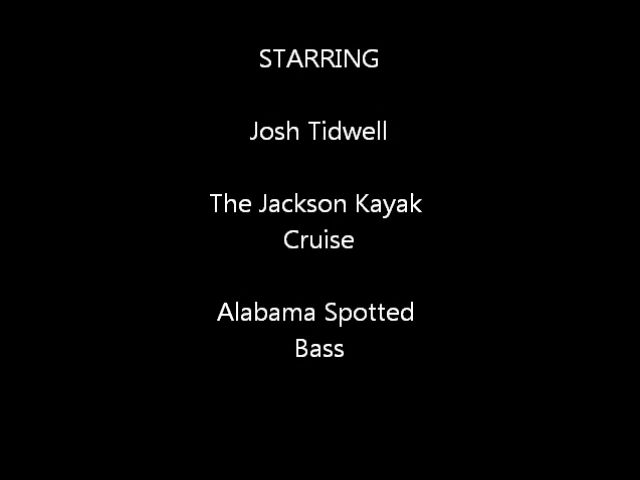 STARRING
Josh Tidwell
The Jackson Kayak
Cruise
Alabama Spotted
Bass